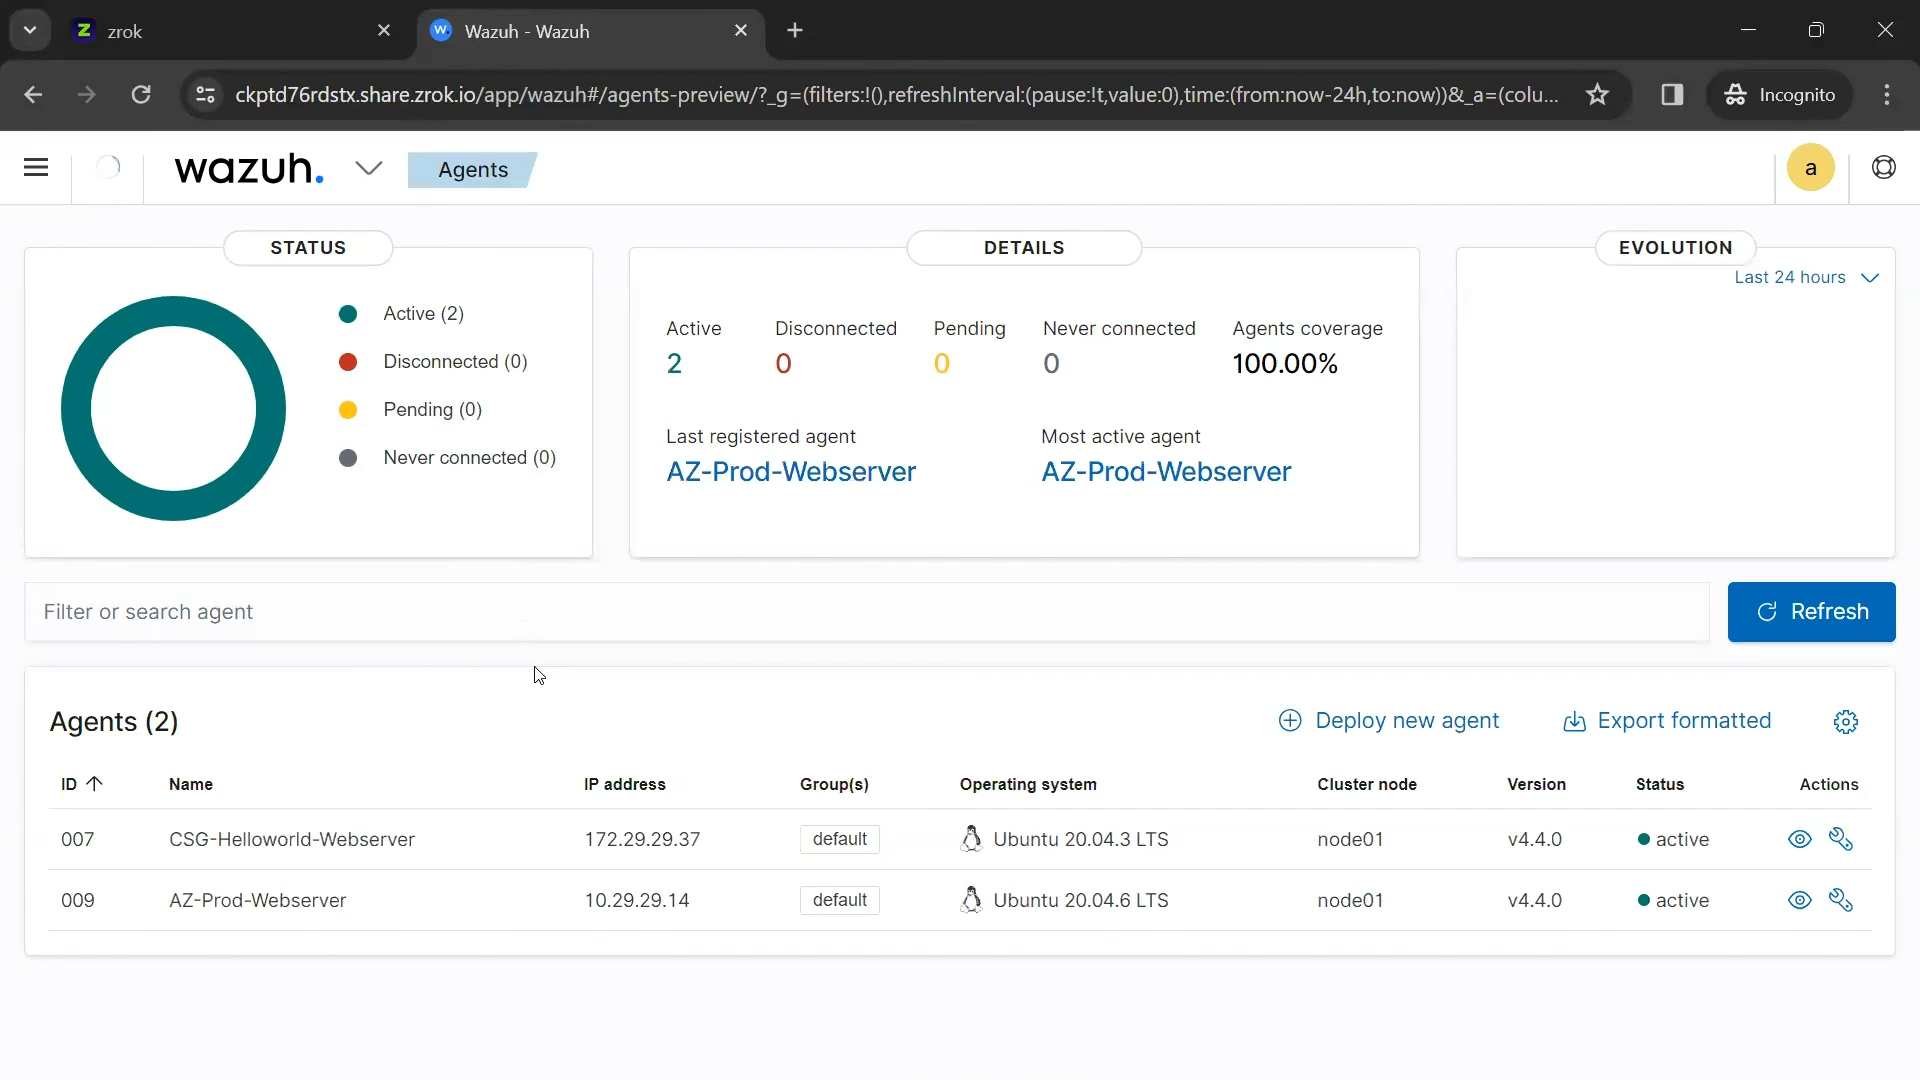 zrok
Wazuh - Wazuh
ckptd76rdstx.share.zrok.io/app/wazuh#/agents-preview/?_g=(filters:!(),refreshInterval:(pause:!t,value:0),time:(from:now-24h,to:now))&_a=(colu...
Incognito
wazuh.
Agents
a
STATUS
Active (2)
Disconnected (0)
Pending (0)
Never connected (0)
DETAILS
Active Disconnected Pending Never connected Agents coverage
2 0 0 0 100.00%
Last registered agent Most active agent
AZ-Prod-Webserver AZ-Prod-Webserver
EVOLUTION
Last 24 hours
Filter or search agent
Refresh
Agents (2)
Deploy new agent
Export formatted
ID Name IP address Group(s) Operating system Cluster node Version Status Actions
007 CSG-Helloworld-Webserver 172.29.29.37 default Ubuntu 20.04.3 LTS node01 v4.4.0 active
009 AZ-Prod-Webserver 10.29.29.14 default Ubuntu 20.04.6 LTS node01 v4.4.0 active